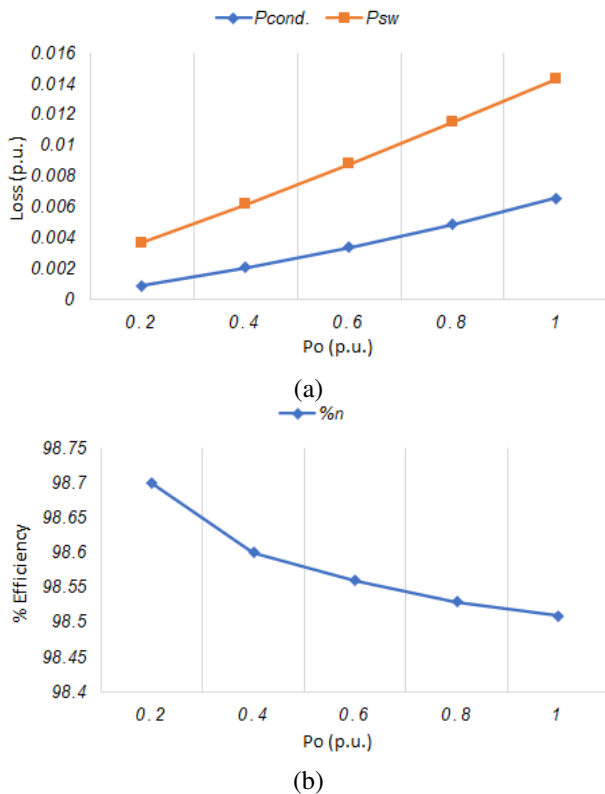 Pcond. Psw
0.016
0.014
0.012
0.01
0.008
0.006
0.004
0.002
0
Loss (p.u.)
0.2 0.4 0.6 0.8 1
Po (p.u.)
(a)
%n
98.75
98.7
98.65
98.6
98.55
98.5
98.45
98.4
% Efficiency
0.2 0.4 0.6 0.8 1
Po (p.u.)
(b)